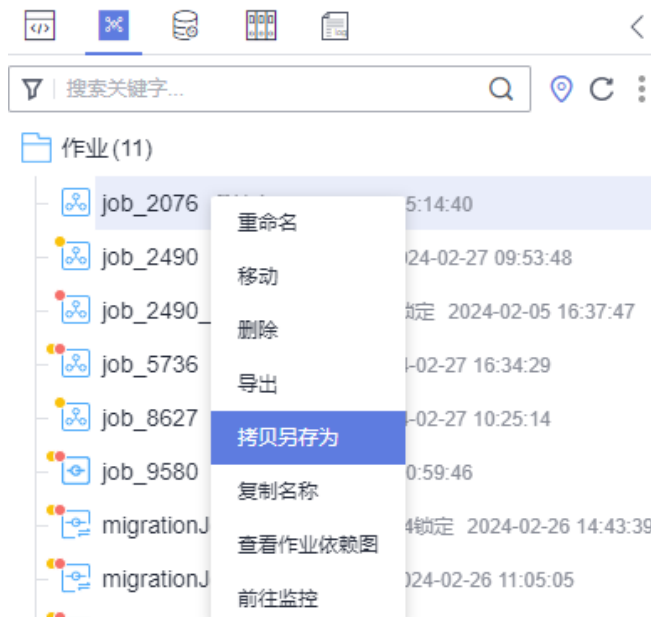 搜索关键字...
作业 (11)
job_2076 5:14:40
重命名
job_2490 24-02-27 09:53:48
移动
job_2490_ 锁定 2024-02-05 16:37:47
删除
job_5736 -02-27 16:34:29
导出
job_8627 -02-27 10:25:14
拷贝另存为
job_9580 0:59:46
复制名称
migrationJ 4锁定 2024-02-26 14:43:39
查看作业依赖图
migrationJ 024-02-26 11:05:05
前往监控